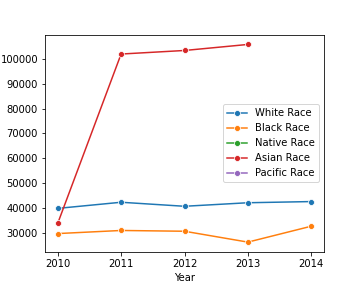 100000
90000
80000
70000
60000
50000
40000
30000
White Race
Black Race
Native Race
Asian Race
Pacific Race
2010 2011 2012 2013 2014
Year